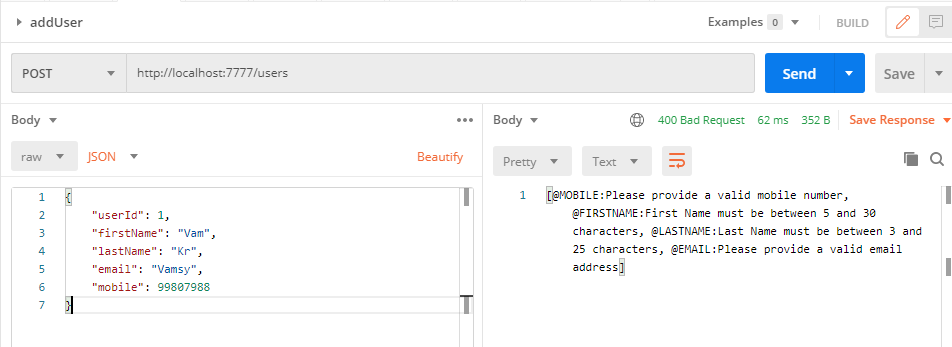 addUser
Examples 0
BUILD
POST
http://localhost:7777/users
Send
Save
Body
raw
JSON
Beautify
1 {
2 "userId": 1,
3 "firstName": "Vam",
4 "lastName": "Kr",
5 "email": "Vamsy",
6 "mobile": 99807988
7 }
Body
400 Bad Request 62 ms 352 B
Save Response
Pretty
Text
1 [@MOBILE:Please provide a valid mobile number,
@FIRSTNAME:First Name must be between 5 and 30
characters, @LASTNAME:Last Name must be between 3 and
25 characters, @EMAIL:Please provide a valid email
address]